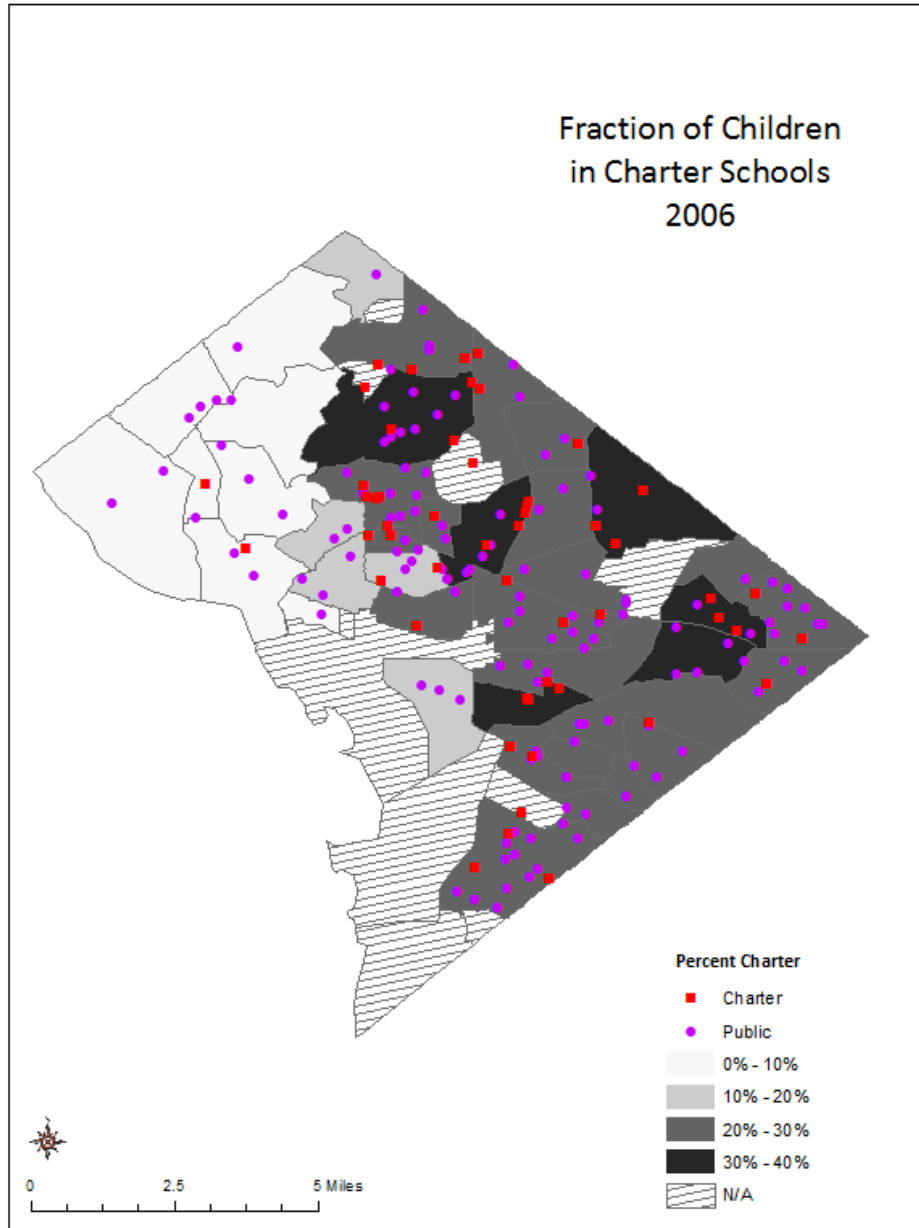 Fraction of Children
in Charter Schools
2006
Percent Charter
Charter
Public
0% - 10%
10% - 20%
20% - 30%
30% - 40%
N/A
0 2.5 5 Miles